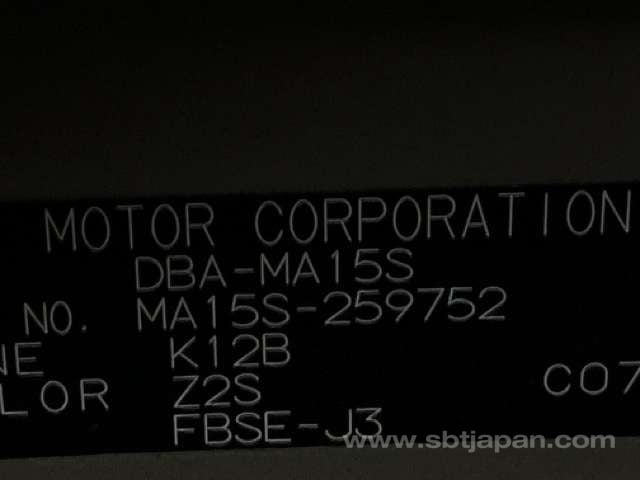 MOTOR CORPORATION
DBA-MA15S
NO. MA15S-259752
NE K12B
LOR Z2S C07
FBSE-J3
www.sbtjapan.com